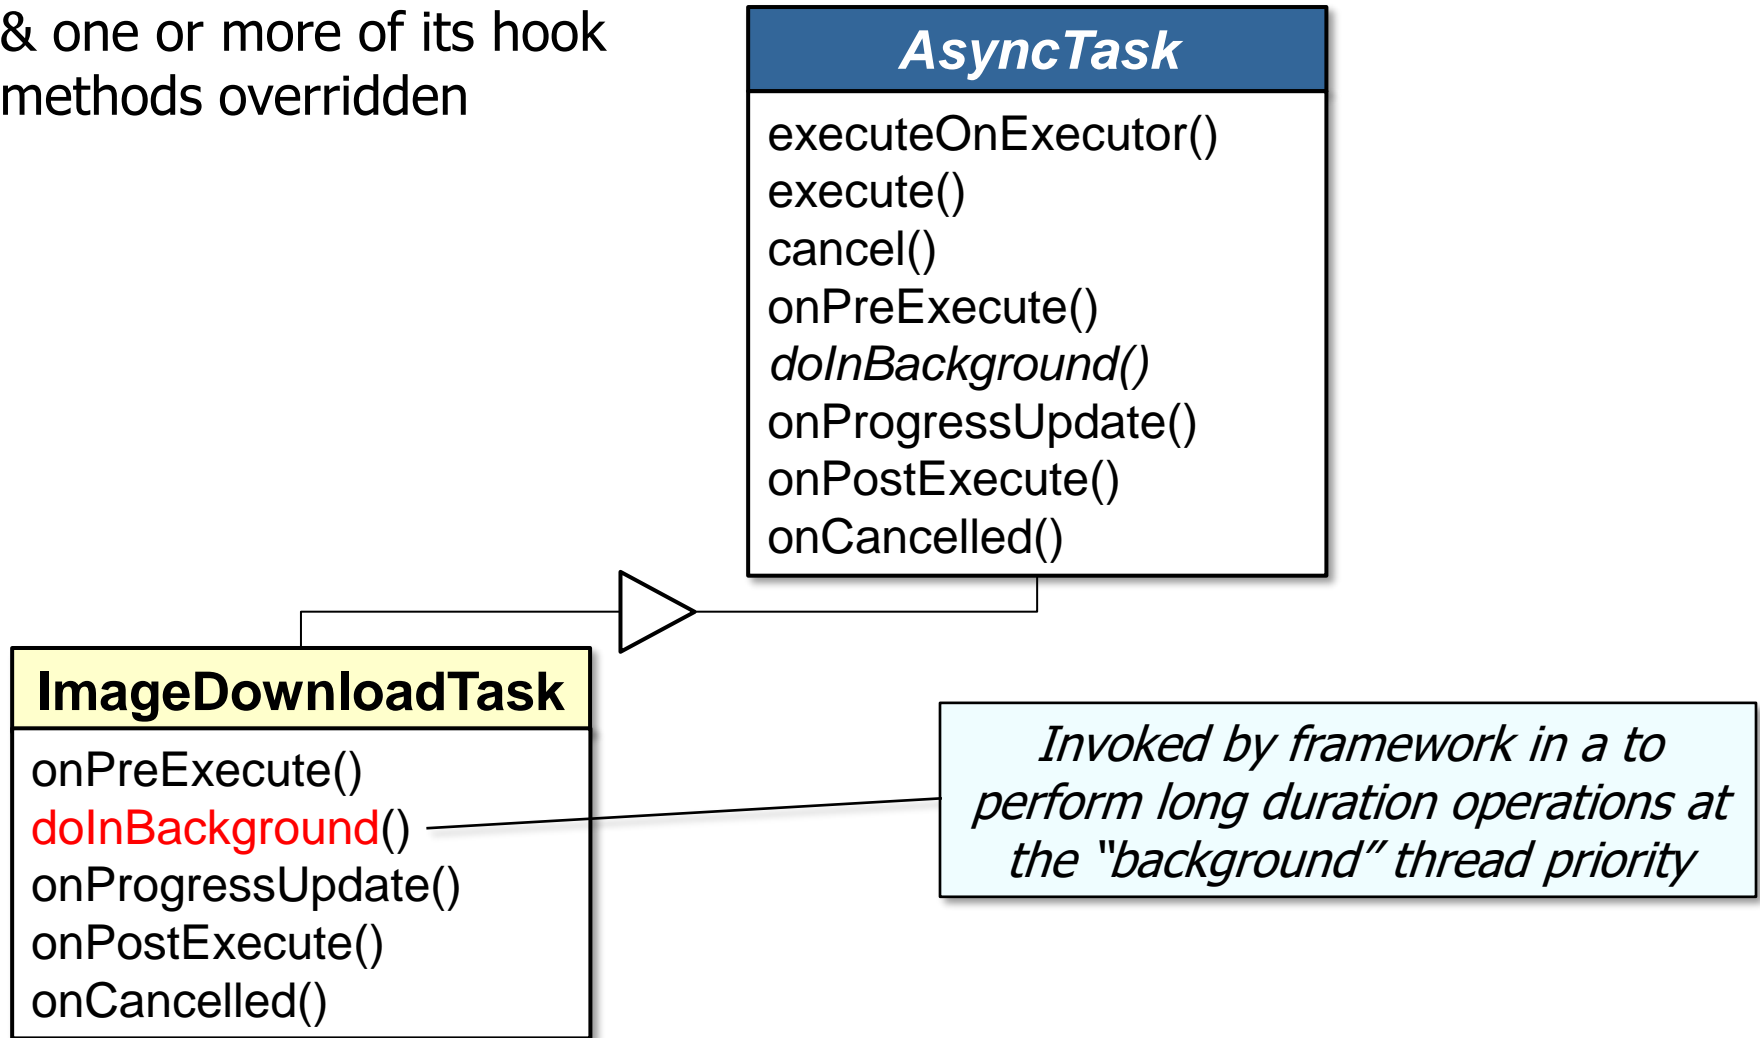 & one or more of its hook
methods overridden
AsyncTask
executeOnExecutor()
execute()
cancel()
onPreExecute()
doInBackground()
onProgressUpdate()
onPostExecute()
onCancelled()
ImageDownloadTask
onPreExecute()
doInBackground()
onProgressUpdate()
onPostExecute()
onCancelled()
Invoked by framework in a to
perform long duration operations at
the “background” thread priority